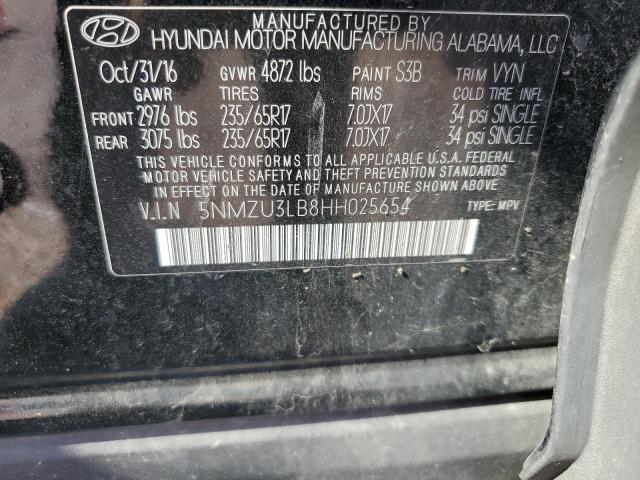 MANUFACTURED BY
HYUNDAI MOTOR MANUFACTURING ALABAMA, LLC
Oct/31/16 GVWR 4872 lbs PAINT S3B TRIM VYN
GAWR TIRES RIMS COLD TIRE INFL
FRONT 2976 lbs 235/65R17 7.0JX17 34 psi SINGLE
REAR 3075 lbs 235/65R17 7.0JX17 34 psi SINGLE
THIS VEHICLE CONFORMS TO ALL APPLICABLE U.S.A. FEDERAL
MOTOR VEHICLE SAFETY AND THEFT PREVENTION STANDARDS
IN EFFECT ON THE DATE OF MANUFACTURE SHOWN ABOVE.
V.I.N 5NMZU3LB8HH025654 TYPE: MPV